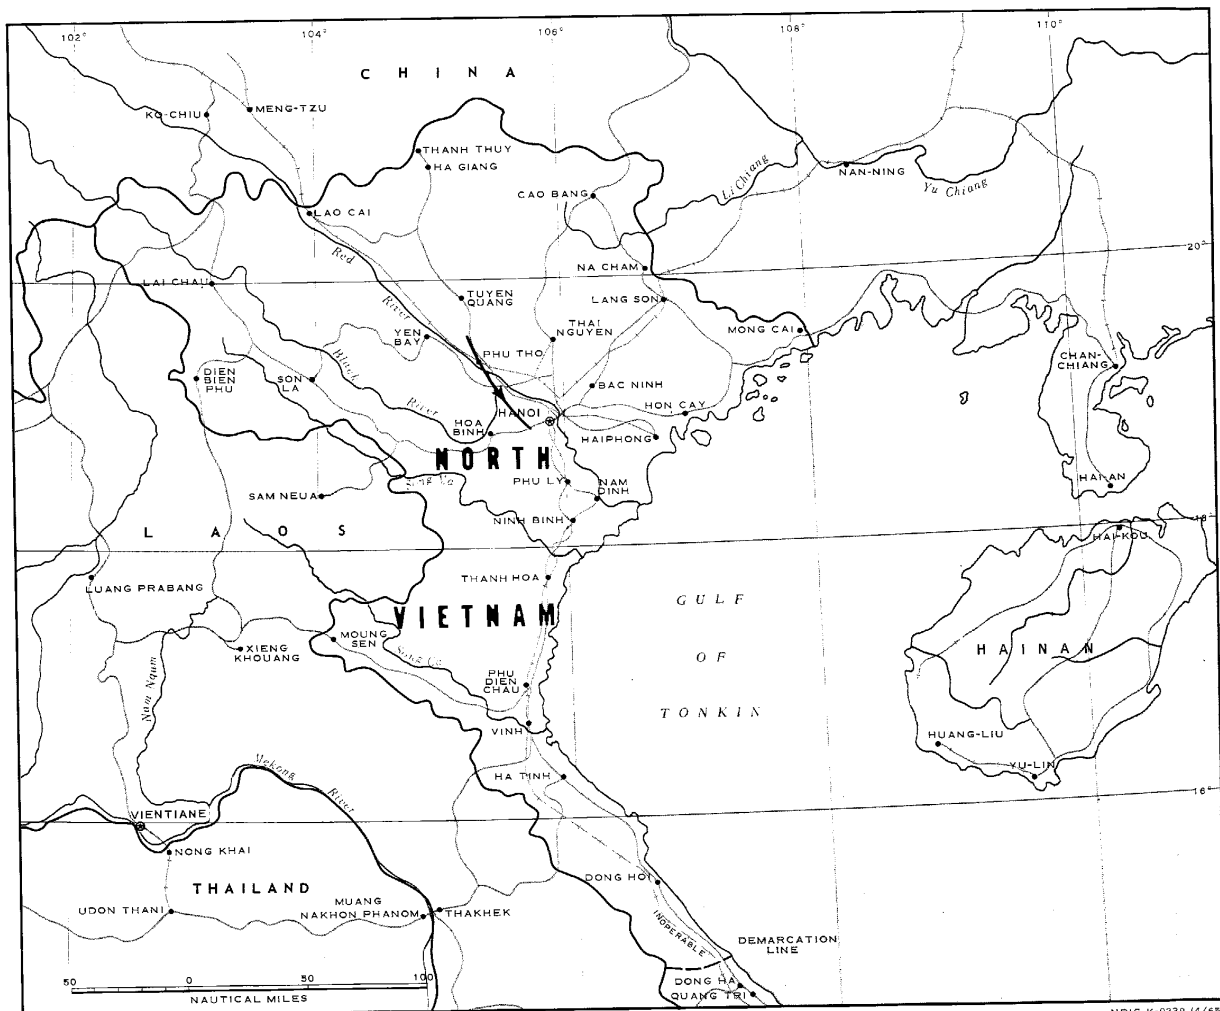 102°
104°
106°
108°
110°
CHINA
KO-CHIU
MENG-TZU
THANH THUY
HA GIANG
CAO BANG
Li Chiang
NAN-NING
Yu Chiang
LAO CAI
Red
River
20°
NA CHAM
LAI CHAU
TUYEN
QUANG
LANG SON
THAI
NGUYEN
MONG CAI
YEN
BAY
PHU THO
Black
River
DIEN
BIEN
PHU
SON
LA
BAC NINH
CHAN-
CHIANG
HANOI
HON CAY
HOA
BINH
HAIPHONG
NORTH
SAM NEUA
PHU LY
NAM
DINH
HAI-AN
NINH BINH
18°
HAI-KOU
LAOS
LUANG PRABANG
THANH HOA
GULF
OF
TONKIN
VIETNAM
MOUNG
SEN
Song Ca
XIENG
KHOUANG
HAINAN
Nam Ngum
PHU
DIEN
CHAU
VINH
HUANG-LIU
YU-LIN
HA TINH
Mekong
River
16°
VIENTIANE
NONG KHAI
THAILAND
DONG HOI
UDON THANI
MUANG
NAKHON PHANOM
THAKHEK
INOPERABLE
DEMARCATION
LINE
DONG HA
QUANG TRI
50
0
50
100
NAUTICAL MILES